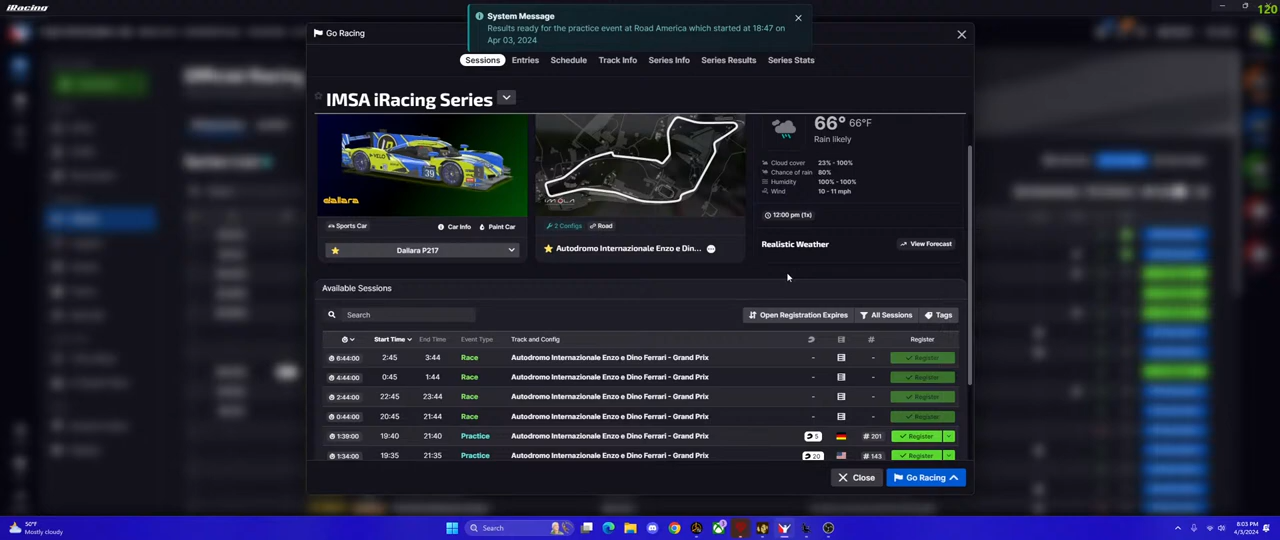 iRacing
120
System Message
Results ready for the practice event at Road America which started at 18:47 on
Apr 03, 2024
Go Racing
Sessions Entries Schedule Track Info Series Info Series Results Series Stats
IMSA iRacing Series
66° 66°F
Rain likely
Cloud cover 23% - 100%
Chance of rain 80%
Humidity 100% - 100%
Wind 10 - 11 mph
39
dallara
IMOLA
12:00 pm (1x)
Sports Car Car Info Paint Car
2 Configs Road
Dallara P217
Autodromo Internazionale Enzo e Din...
Realistic Weather View Forecast
Available Sessions
Search Open Registration Expires All Sessions Tags
Start Time End Time Event Type Track and Config # Register
6:44:00 2:45 3:44 Race Autodromo Internazionale Enzo e Dino Ferrari - Grand Prix - - Register
4:44:00 0:45 1:44 Race Autodromo Internazionale Enzo e Dino Ferrari - Grand Prix - - Register
2:44:00 22:45 23:44 Race Autodromo Internazionale Enzo e Dino Ferrari - Grand Prix - - Register
0:44:00 20:45 21:44 Race Autodromo Internazionale Enzo e Dino Ferrari - Grand Prix - - Register
1:39:00 19:40 21:40 Practice Autodromo Internazionale Enzo e Dino Ferrari - Grand Prix 5 # 201 Register
1:34:00 19:35 21:35 Practice Autodromo Internazionale Enzo e Dino Ferrari - Grand Prix 20 # 143 Register
Close Go Racing
50°F
Mostly cloudy
Search
8:03 PM
4/3/2024